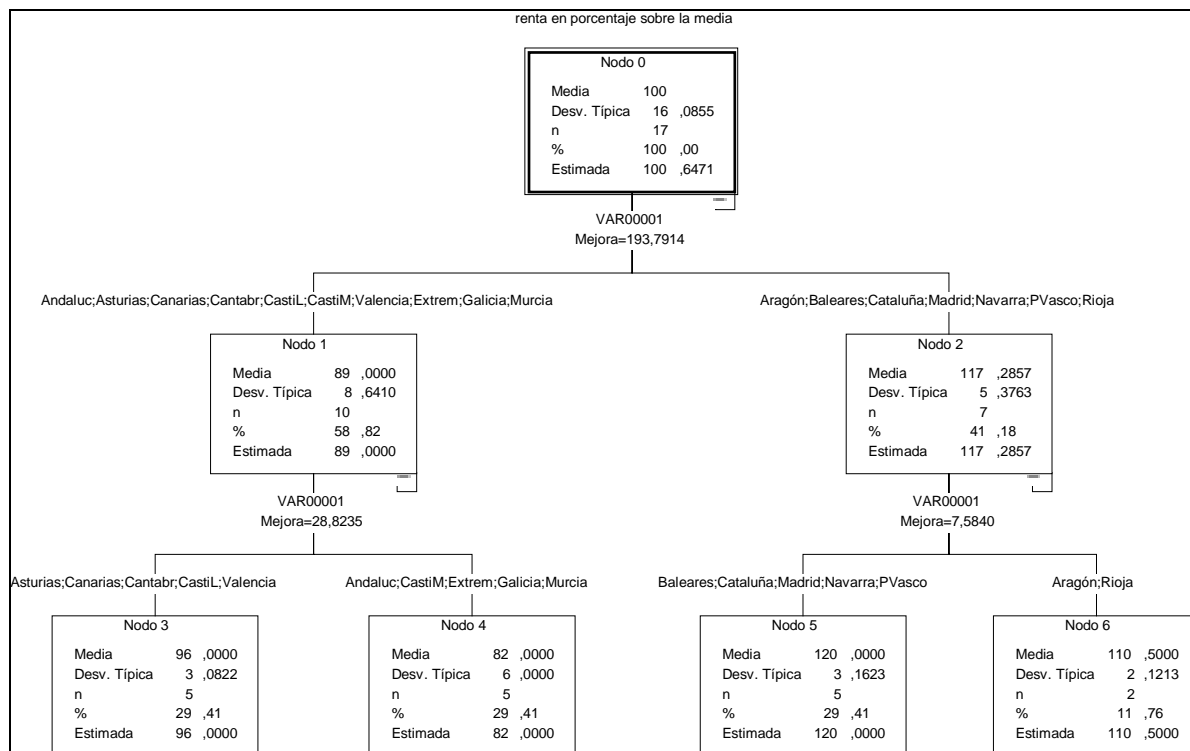 renta en porcentaje sobre la media
Nodo 0
Media 100
Desv. Típica 16 ,0855
n 17
% 100 ,00
Estimada 100 ,6471
VAR00001
Mejora=193,7914
Andaluc;Asturias;Canarias;Cantabr;CastiL;CastiM;Valencia;Extrem;Galicia;Murcia
Aragón;Baleares;Cataluña;Madrid;Navarra;PVasco;Rioja
Nodo 1
Media 89 ,0000
Desv. Típica 8 ,6410
n 10
% 58 ,82
Estimada 89 ,0000
Nodo 2
Media 117 ,2857
Desv. Típica 5 ,3763
n 7
% 41 ,18
Estimada 117 ,2857
VAR00001
Mejora=28,8235
VAR00001
Mejora=7,5840
Asturias;Canarias;Cantabr;CastiL;Valencia
Andaluc;CastiM;Extrem;Galicia;Murcia
Baleares;Cataluña;Madrid;Navarra;PVasco
Aragón;Rioja
Nodo 3
Media 96 ,0000
Desv. Típica 3 ,0822
n 5
% 29 ,41
Estimada 96 ,0000
Nodo 4
Media 82 ,0000
Desv. Típica 6 ,0000
n 5
% 29 ,41
Estimada 82 ,0000
Nodo 5
Media 120 ,0000
Desv. Típica 3 ,1623
n 5
% 29 ,41
Estimada 120 ,0000
Nodo 6
Media 110 ,5000
Desv. Típica 2 ,1213
n 2
% 11 ,76
Estimada 110 ,5000